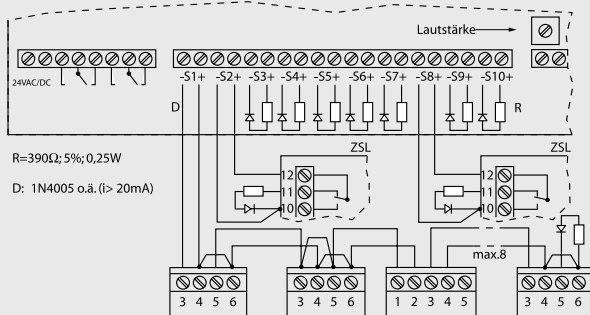 Lautstärke
-S1+ -S2+ -S3+ -S4+ -S5+ -S6+ -S7+ -S8+ -S9+ -S10+
24VAC/DC
D
R
R=390Ω; 5%; 0,25W
D: 1N4005 o.ä. (i> 20mA)
ZSL
12
11
10
ZSL
12
11
10
max.8
3 4 5 6
3 4 5 6
1 2 3 4 5
3 4 5 6